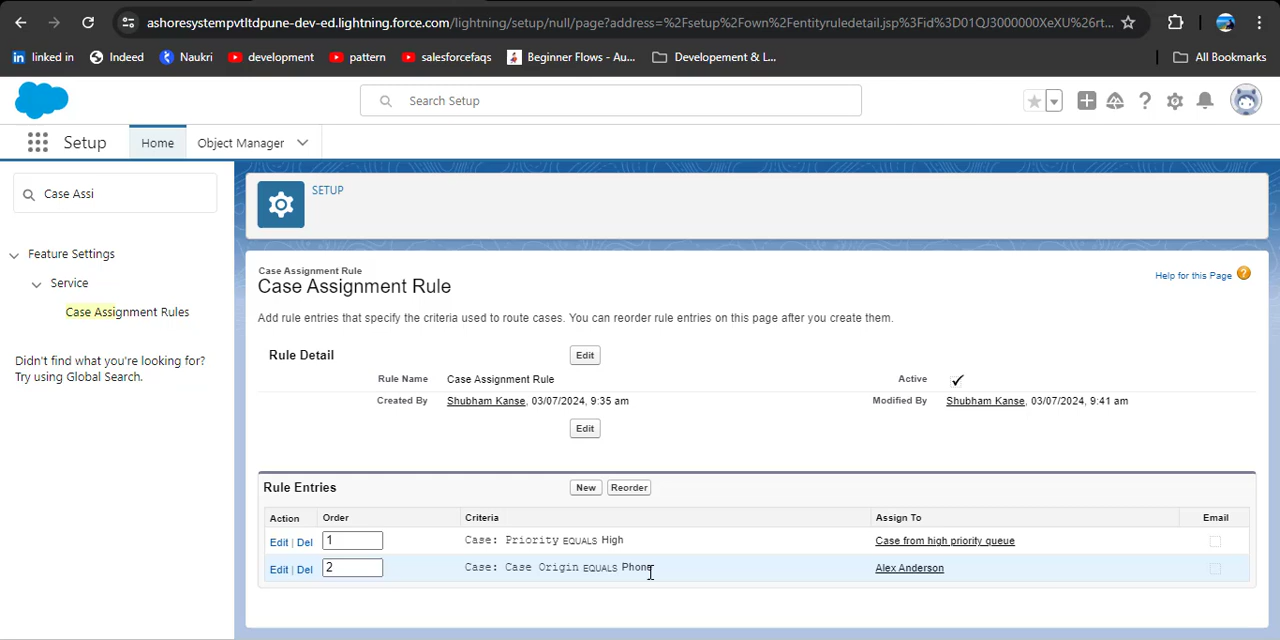 ashoresystempvtltdpune-dev-ed.lightning.force.com/lightning/setup/null/page?address=%2Fsetup%2Fown%2Fentityruledetail.jsp%3Fid%3D01QJ3000000XeXU%26rt...
linked in Indeed Naukri development pattern salesforcefaqs Beginner Flows - Au... Developement & L... All Bookmarks
Search Setup
Setup Home Object Manager
Case Assi
SETUP
Feature Settings
Service
Case Assignment Rules
Didn't find what you're looking for?
Try using Global Search.
Case Assignment Rule
Case Assignment Rule
Help for this Page ?
Add rule entries that specify the criteria used to route cases. You can reorder rule entries on this page after you create them.
Rule Detail Edit
Rule Name Case Assignment Rule Active
Created By Shubham Kanse, 03/07/2024, 9:35 am Modified By Shubham Kanse, 03/07/2024, 9:41 am
Edit
Rule Entries New Reorder
Action Order Criteria Assign To Email
Edit | Del 1 Case: Priority EQUALS High Case from high priority queue
Edit | Del 2 Case: Case Origin EQUALS Phone Alex Anderson